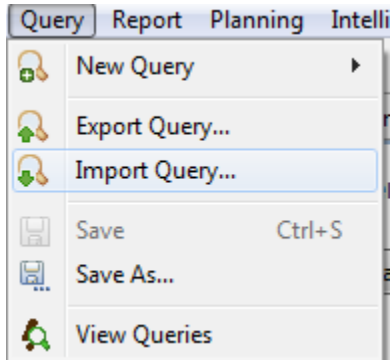 Query Report Planning Intelli
New Query
Export Query...
Import Query...
Save Ctrl+S
Save As...
View Queries